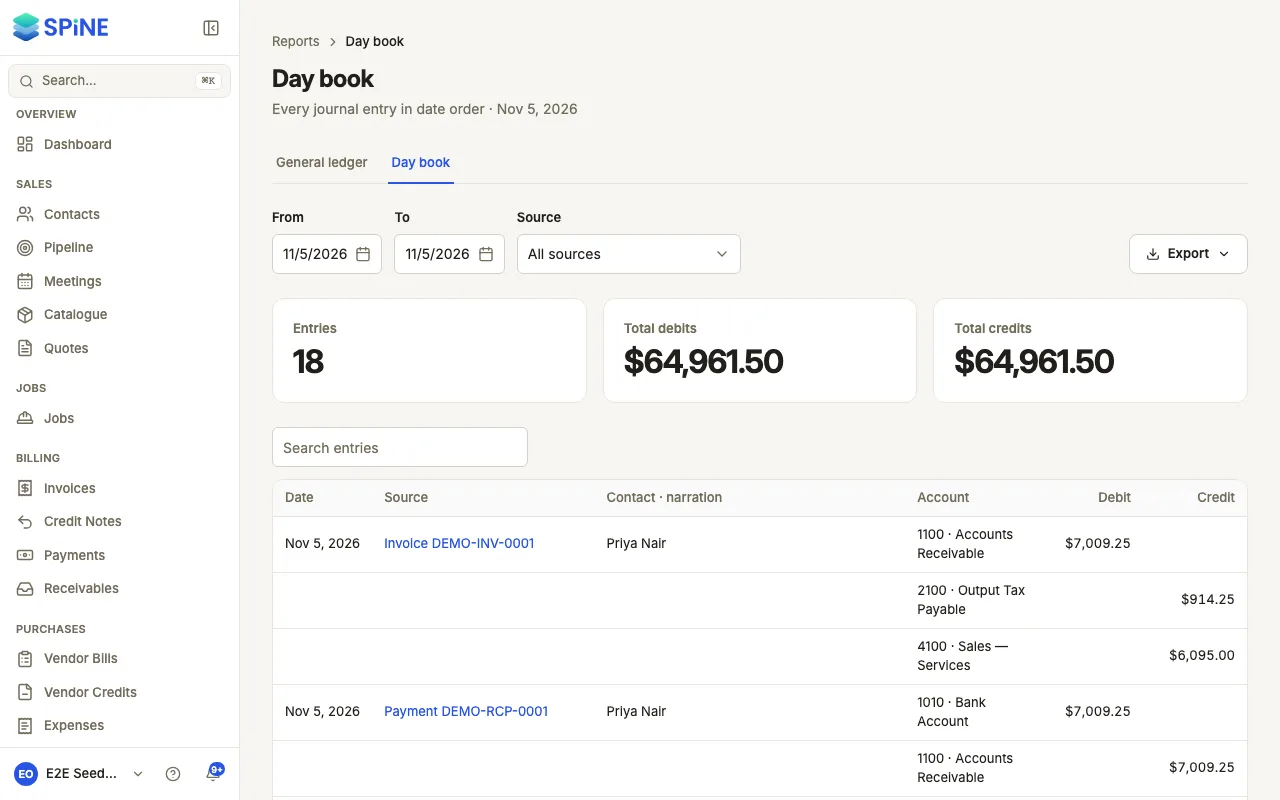 SPiNE
Search...
⌘K
OVERVIEW
Dashboard
SALES
Contacts
Pipeline
Meetings
Catalogue
Quotes
JOBS
Jobs
BILLING
Invoices
Credit Notes
Payments
Receivables
PURCHASES
Vendor Bills
Vendor Credits
Expenses
EO
E2E Seed...
9+
Reports
Day book
Day book
Every journal entry in date order · Nov 5, 2026
General ledger
Day book
From
To
Source
11/5/2026
11/5/2026
All sources
Export
Entries
18
Total debits
$64,961.50
Total credits
$64,961.50
Search entries
Date Source Contact · narration Account Debit Credit
Nov 5, 2026 Invoice DEMO-INV-0001 Priya Nair 1100 · Accounts
Receivable $7,009.25
2100 · Output Tax
Payable $914.25
4100 · Sales —
Services $6,095.00
Nov 5, 2026 Payment DEMO-RCP-0001 Priya Nair 1010 · Bank
Account $7,009.25
1100 · Accounts
Receivable $7,009.25